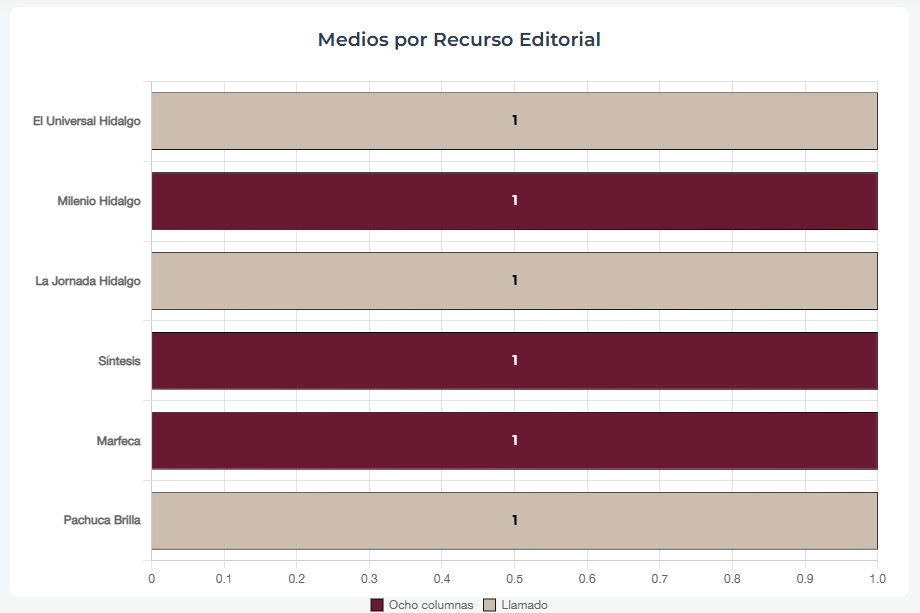 Medios por Recurso Editorial
El Universal Hidalgo
1
Milenio Hidalgo
1
La Jornada Hidalgo
1
Síntesis
1
Marfeca
1
Pachuca Brilla
1
0 0.1 0.2 0.3 0.4 0.5 0.6 0.7 0.8 0.9 1.0
Ocho columnas Llamado